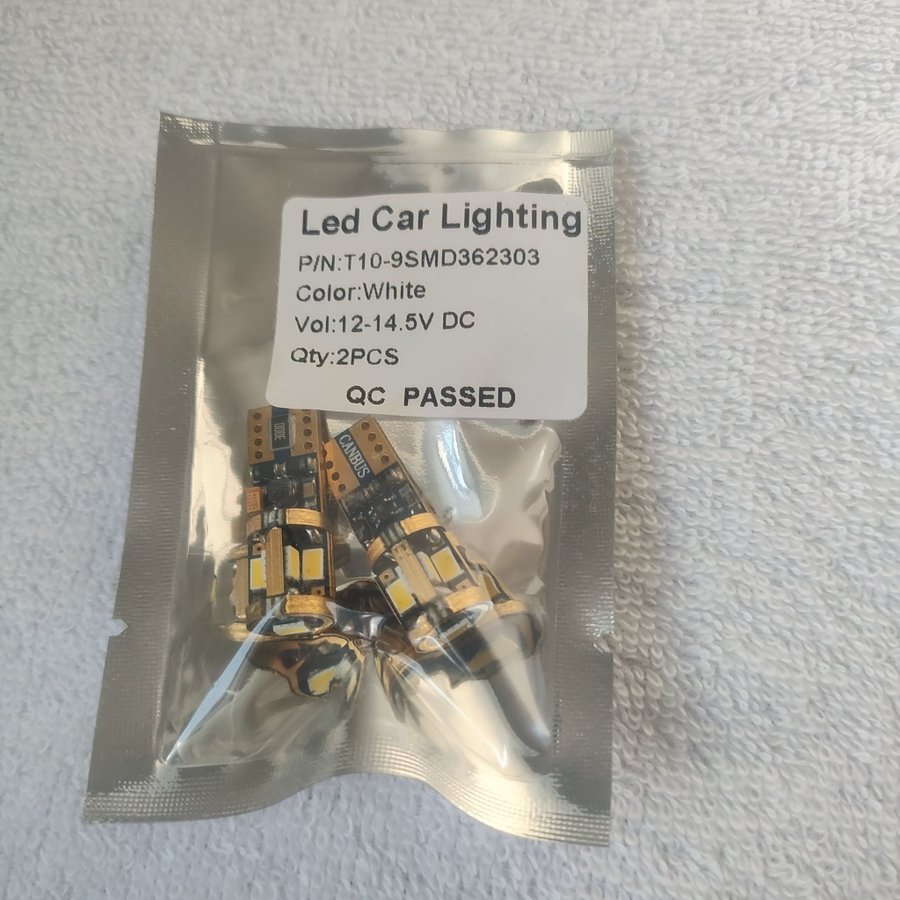 Led Car Lighting
P/N:T10-9SMD362303
Color:White
Vol:12-14.5V DC
Qty:2PCS
QC PASSED
CANBUS